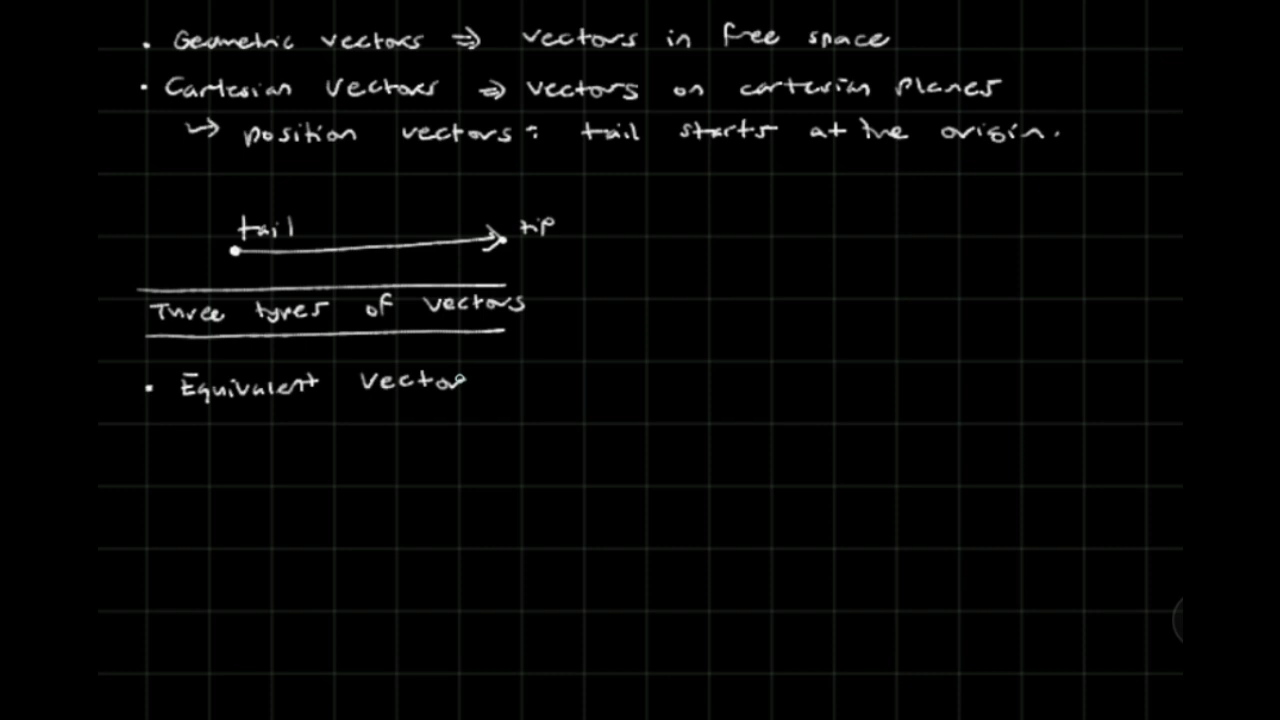 • Geometric vectors ⇒ vectors in free space
• Cartesian Vectors ⇒ vectors on cartesian planes
↳ position vectors: tail starts at the origin.
tail
tip
Three types of vectors
• Equivalent vector